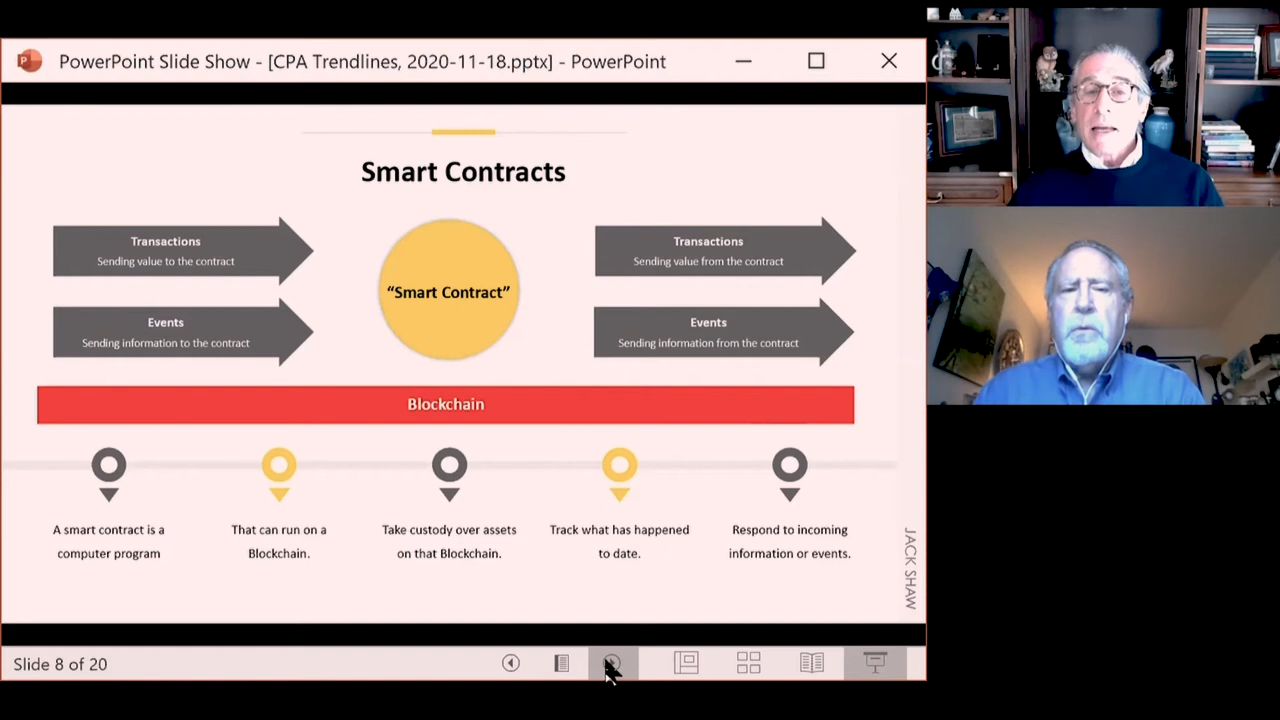 PowerPoint Slide Show - [CPA Trendlines, 2020-11-18.pptx] - PowerPoint
Smart Contracts
Transactions
Sending value to the contract
Events
Sending information to the contract
“Smart Contract”
Transactions
Sending value from the contract
Events
Sending information from the contract
Blockchain
A smart contract is a
computer program
That can run on a
Blockchain.
Take custody over assets
on that Blockchain.
Track what has happened
to date.
Respond to incoming
information or events.
JACK SHAW
Slide 8 of 20